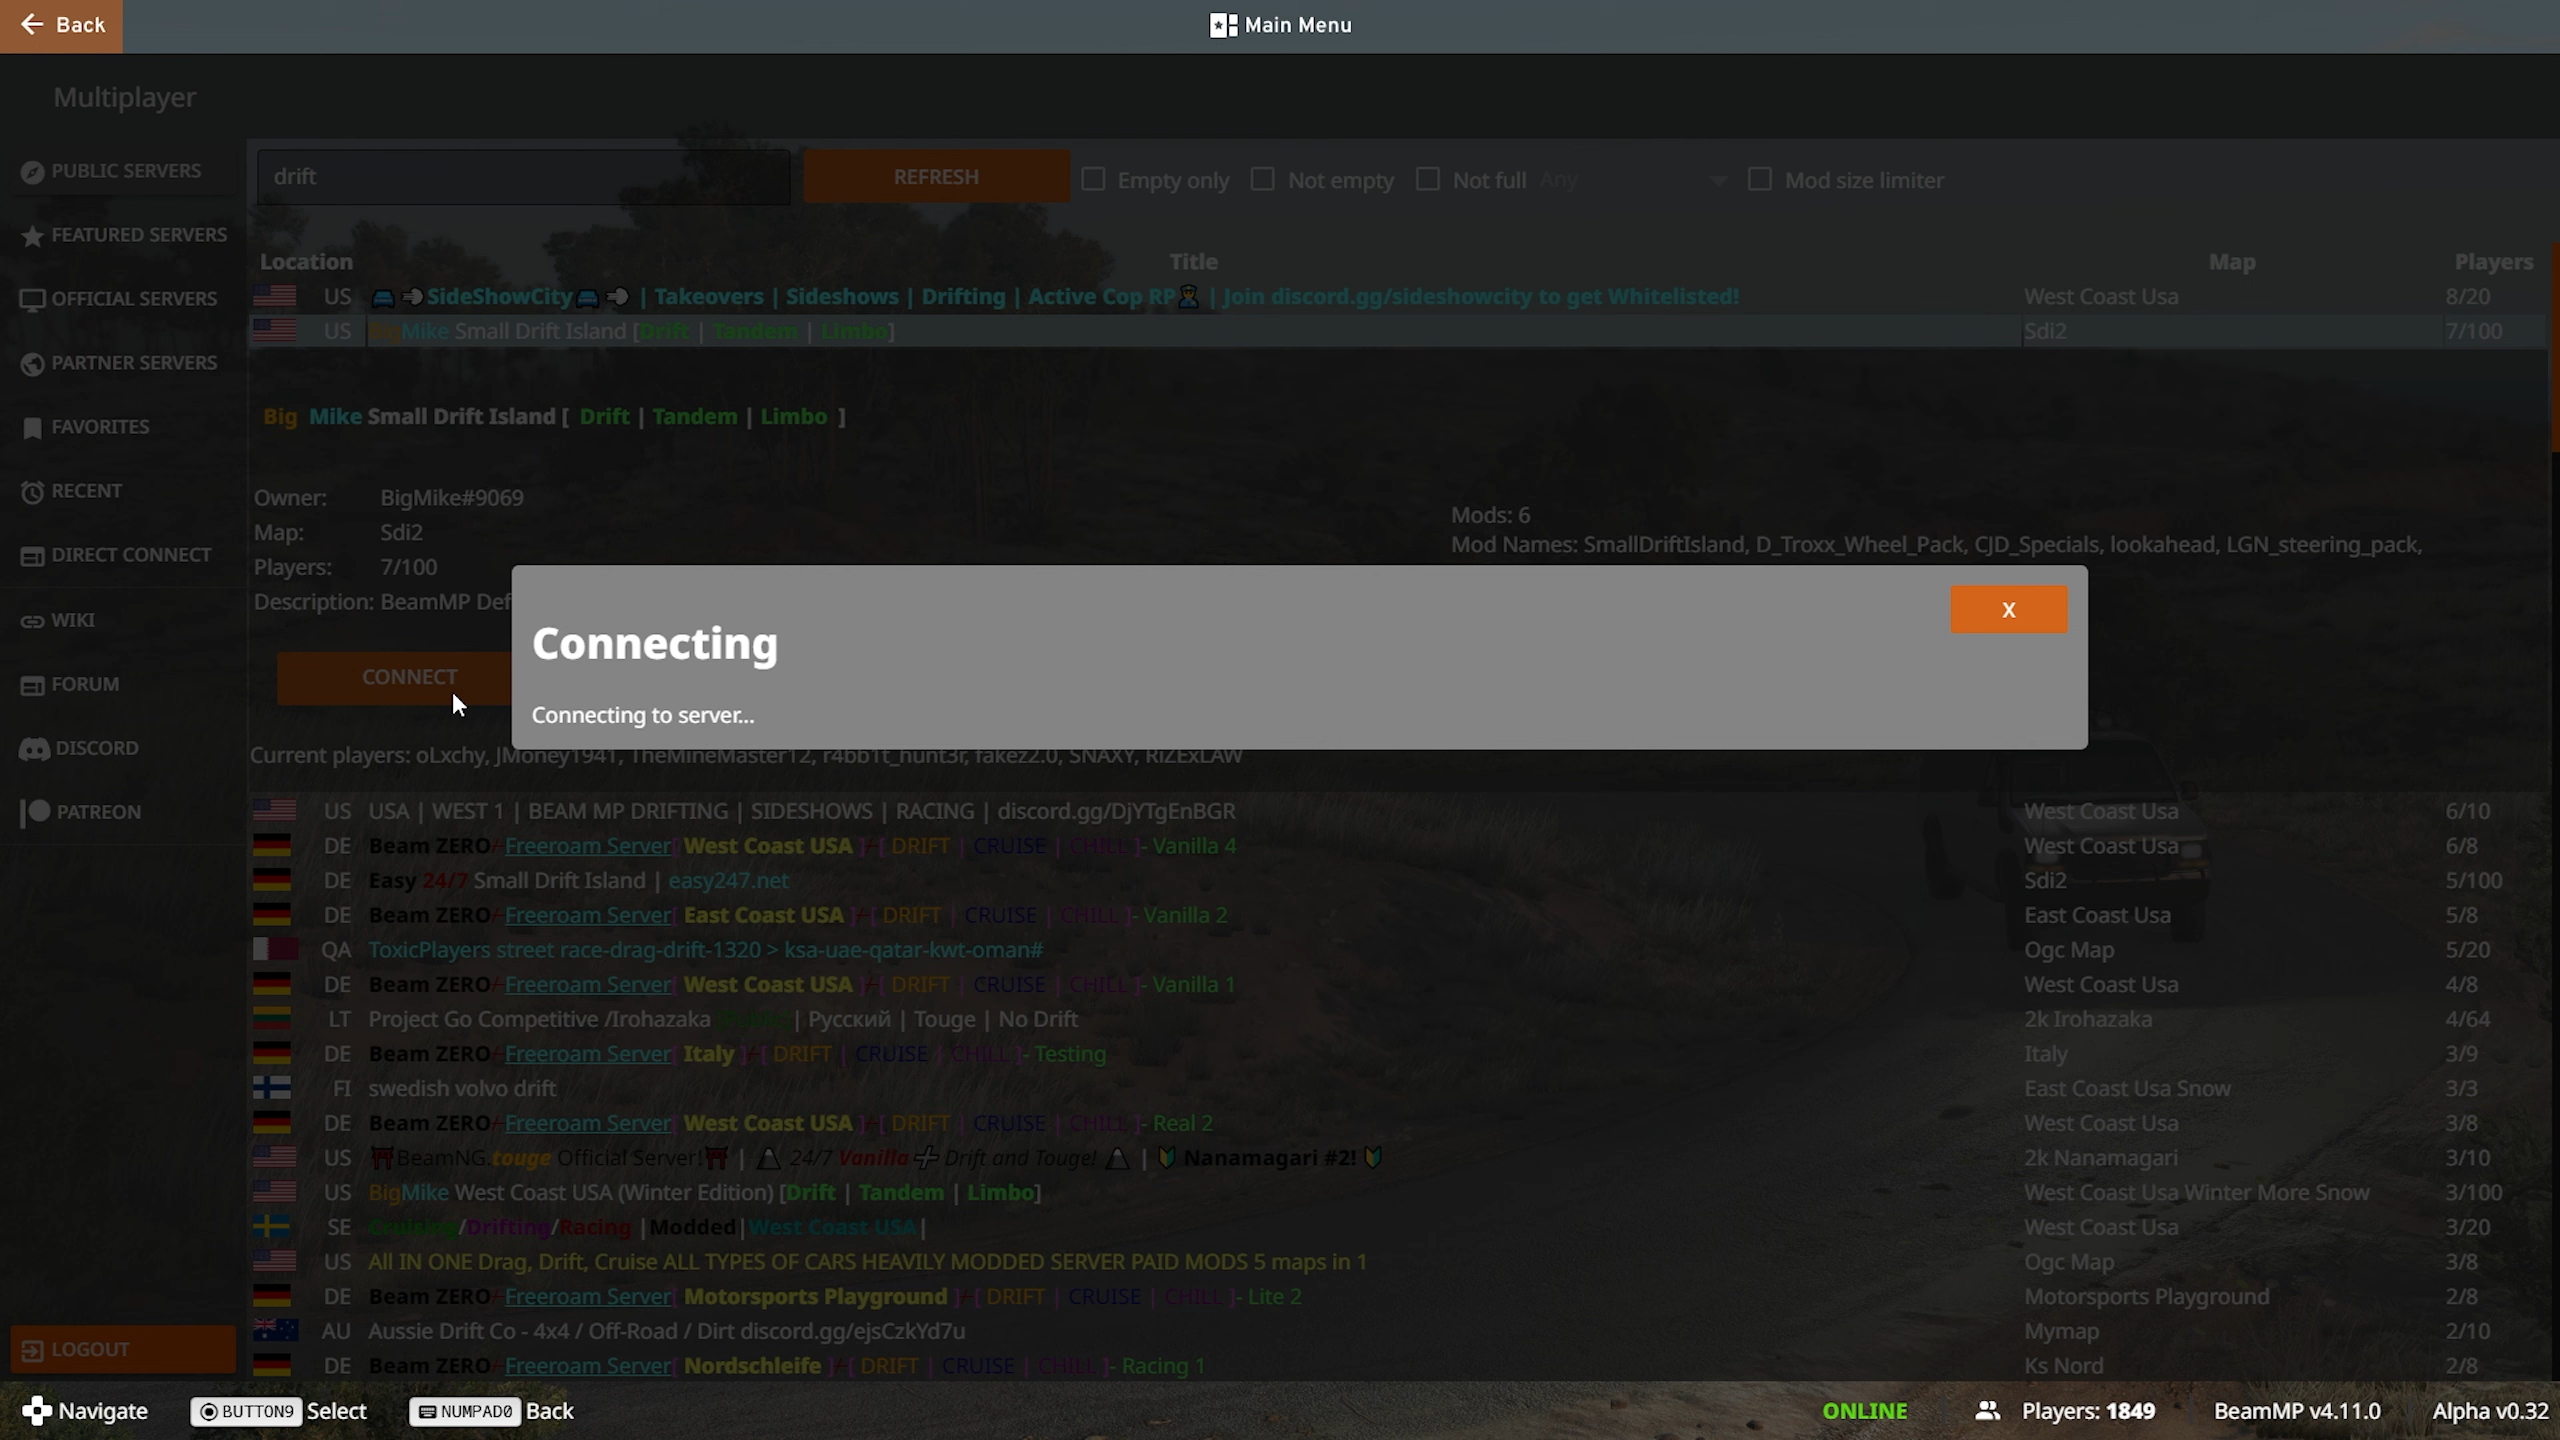 Back
Main Menu
Multiplayer
PUBLIC SERVERS
FEATURED SERVERS
OFFICIAL SERVERS
PARTNER SERVERS
FAVORITES
RECENT
DIRECT CONNECT
WIKI
FORUM
DISCORD
PATREON
LOGOUT
drift
REFRESH
Empty only
Not empty
Not full
Any
Mod size limiter
Location Title Map Players
US SideShowCity | Takeovers | Sideshows | Drifting | Active Cop RP | Join discord.gg/sideshowcity to get Whitelisted! West Coast Usa 8/20
US BigMike Small Drift Island [Drift | Tandem | Limbo] Sdi2 7/100
Big Mike Small Drift Island [ Drift | Tandem | Limbo ]
Owner: BigMike#9069
Map: Sdi2
Players: 7/100
Description: BeamMP Def
Mods: 6
Mod Names: SmallDriftIsland, D_Troxx_Wheel_Pack, CJD_Specials, lookahead, LGN_steering_pack,
CONNECT
Connecting
X
Connecting to server...
Current players: oLxchy, JMoney1941, TheMineMaster12, r4bb1t_hunt3r, fakez2.0, SNAXY, RIZExLAW
US USA | WEST 1 | BEAM MP DRIFTING | SIDESHOWS | RACING | discord.gg/DjYTgEnBGR West Coast Usa 6/10
DE Beam ZERO/Freeroam Server[ West Coast USA ]/[ DRIFT | CRUISE | CHILL ]- Vanilla 4 West Coast Usa 6/8
DE Easy 24/7 Small Drift Island | easy247.net Sdi2 5/100
DE Beam ZERO/Freeroam Server[ East Coast USA ]/[ DRIFT | CRUISE | CHILL ]- Vanilla 2 East Coast Usa 5/8
QA ToxicPlayers street race-drag-drift-1320 > ksa-uae-qatar-kwt-oman# Ogc Map 5/20
DE Beam ZERO/Freeroam Server[ West Coast USA ]/[ DRIFT | CRUISE | CHILL ]- Vanilla 1 West Coast Usa 4/8
LT Project Go Competitive /Irohazaka | Русский | Touge | No Drift 2k Irohazaka 4/64
DE Beam ZERO/Freeroam Server[ Italy ]/[ DRIFT | CRUISE | CHILL ]- Testing Italy 3/9
FI swedish volvo drift East Coast Usa Snow 3/3
DE Beam ZERO/Freeroam Server[ West Coast USA ]/[ DRIFT | CRUISE | CHILL ]- Real 2 West Coast Usa 3/8
US BeamNG.touge Official Server! | 24/7 Vanilla Drift and Touge! | Nanamagari #2! 2k Nanamagari 3/10
US BigMike West Coast USA (Winter Edition) [Drift | Tandem | Limbo] West Coast Usa Winter More Snow 3/100
SE Cruising/Drifting/Racing |Modded|West Coast USA| West Coast Usa 3/20
US All IN ONE Drag, Drift, Cruise ALL TYPES OF CARS HEAVILY MODDED SERVER PAID MODS 5 maps in 1 Ogc Map 3/8
DE Beam ZERO/Freeroam Server[ Motorsports Playground ]/[ DRIFT | CRUISE | CHILL ]- Lite 2 Motorsports Playground 2/8
AU Aussie Drift Co - 4x4 / Off-Road / Dirt discord.gg/ejsCzkYd7u Mymap 2/10
DE Beam ZERO/Freeroam Server[ Nordschleife ]/[ DRIFT | CRUISE | CHILL ]- Racing 1 Ks Nord 2/8
Navigate
BUTTON9 Select
NUMPAD0 Back
ONLINE
Players: 1849
BeamMP v4.11.0
Alpha v0.32